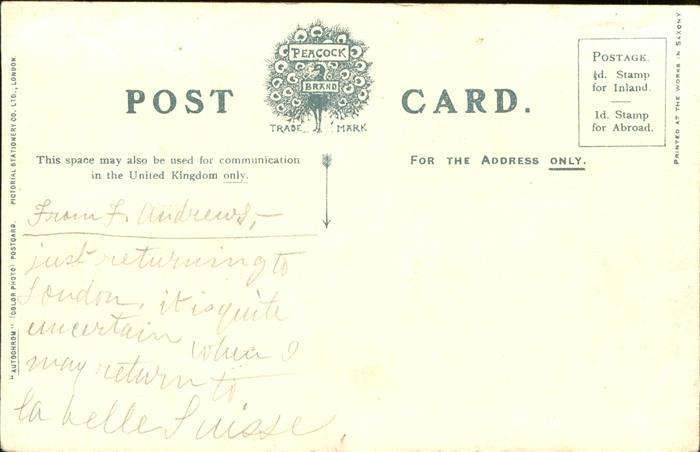 POST CARD.
PEACOCK
BRAND
TRADE MARK
POSTAGE.
½d. Stamp
for Inland.
1d. Stamp
for Abroad.
This space may also be used for communication
in the United Kingdom only.
FOR THE ADDRESS ONLY.
From F. Andrews,—
just returning to
London, it is quite
uncertain when I
may return to
la belle Suisse.
"AUTOCHROM" (COLOR PHOTO) POSTCARD. PICTORIAL STATIONERY CO. LTD., LONDON.
PRINTED AT THE WORKS IN SAXONY